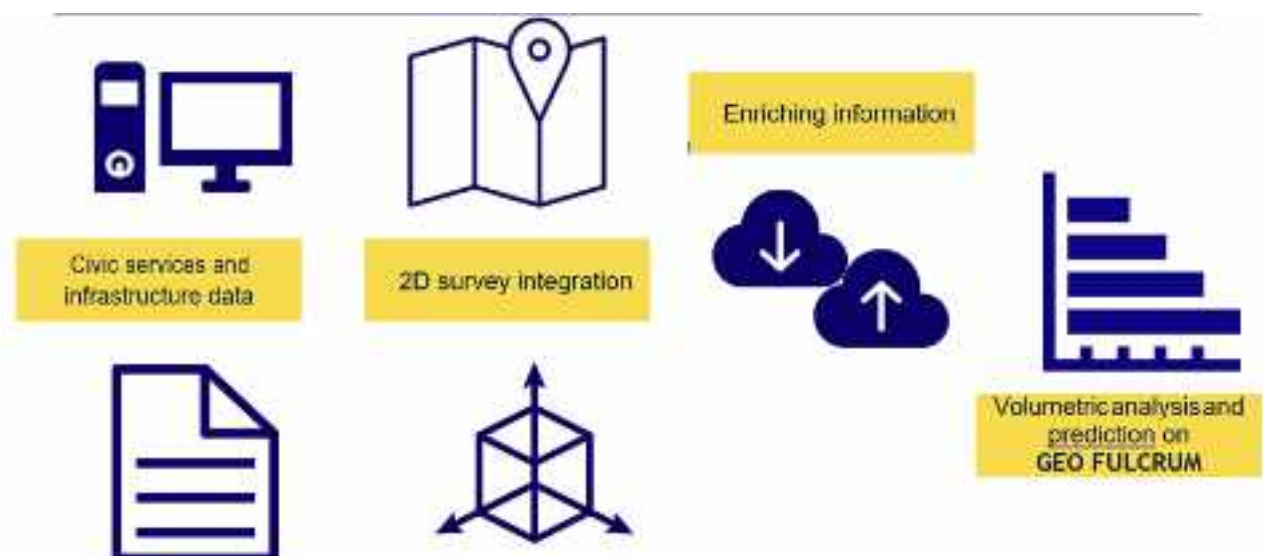 Enriching information
Civic services and
infrastructure data
2D survey integration
Volumetric analysis and
prediction on
GEO FULCRUM